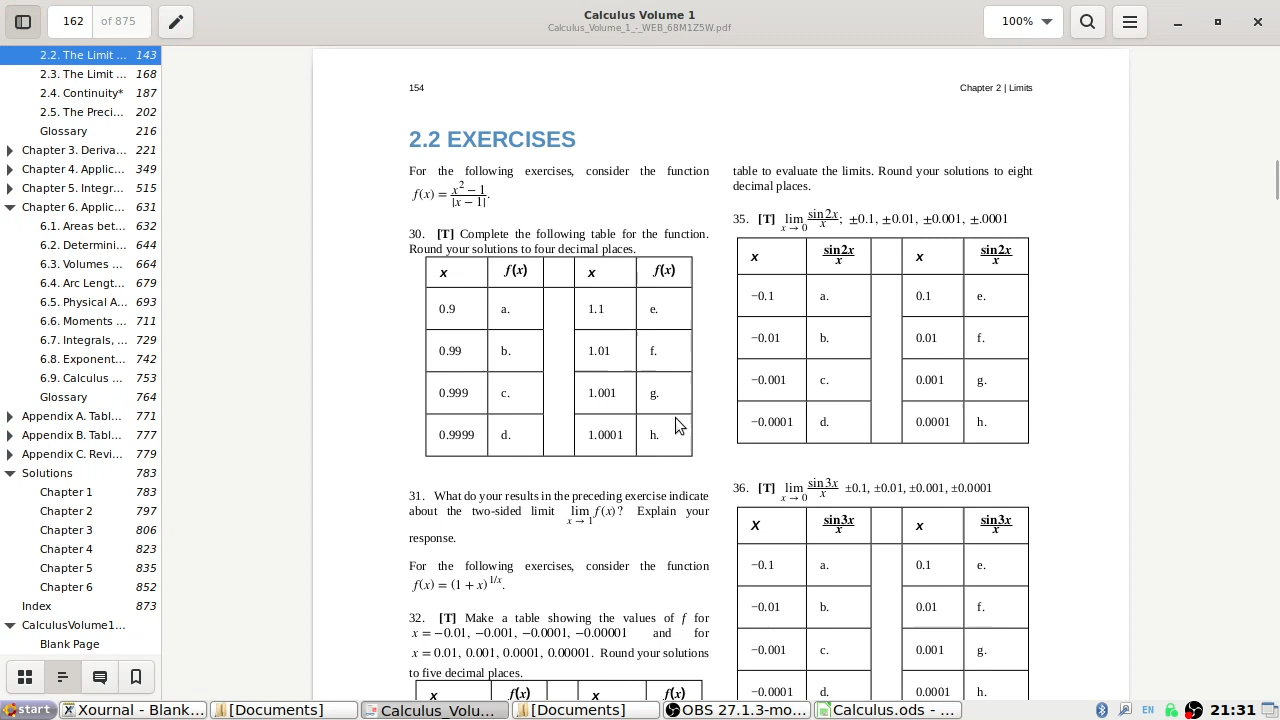 162 of 875
Calculus Volume 1
Calculus_Volume_1_-_WEB_68M1Z5W.pdf
100%
2.2. The Limit ... 143
2.3. The Limit ... 168
2.4. Continuity* 187
2.5. The Preci... 202
Glossary 216
Chapter 3. Deriva... 221
Chapter 4. Applic... 349
Chapter 5. Integr... 515
Chapter 6. Applic... 631
6.1. Areas bet... 632
6.2. Determini... 644
6.3. Volumes ... 664
6.4. Arc Lengt... 679
6.5. Physical A... 693
6.6. Moments ... 711
6.7. Integrals, ... 729
6.8. Exponent... 742
6.9. Calculus ... 753
Glossary 764
Appendix A. Tabl... 771
Appendix B. Tabl... 777
Appendix C. Revi... 779
Solutions 783
Chapter 1 783
Chapter 2 797
Chapter 3 806
Chapter 4 823
Chapter 5 835
Chapter 6 852
Index 873
CalculusVolume1...
Blank Page
154
Chapter 2 | Limits
2.2 EXERCISES
For the following exercises, consider the function
f(x) = x² − 1 / |x − 1|.
30. [T] Complete the following table for the function.
Round your solutions to four decimal places.
x f(x) x f(x)
0.9 a. 1.1 e.
0.99 b. 1.01 f.
0.999 c. 1.001 g.
0.9999 d. 1.0001 h.
31. What do your results in the preceding exercise indicate
about the two-sided limit lim x → 1 f(x)? Explain your
response.
For the following exercises, consider the function
f(x) = (1 + x)^1/x.
32. [T] Make a table showing the values of f for
x = −0.01, −0.001, −0.0001, −0.00001 and for
x = 0.01, 0.001, 0.0001, 0.00001. Round your solutions
to five decimal places.
x f(x) x f(x)
table to evaluate the limits. Round your solutions to eight
decimal places.
35. [T] lim x → 0 sin2x / x; ±0.1, ±0.01, ±0.001, ±.0001
x sin2x / x x sin2x / x
−0.1 a. 0.1 e.
−0.01 b. 0.01 f.
−0.001 c. 0.001 g.
−0.0001 d. 0.0001 h.
36. [T] lim x → 0 sin3x / x ±0.1, ±0.01, ±0.001, ±0.0001
X sin3x / x x sin3x / x
−0.1 a. 0.1 e.
−0.01 b. 0.01 f.
−0.001 c. 0.001 g.
−0.0001 d. 0.0001 h.
start Xournal - Blank... [Documents] Calculus_Volu... [Documents] OBS 27.1.3-mo... Calculus.ods - ... EN 21:31